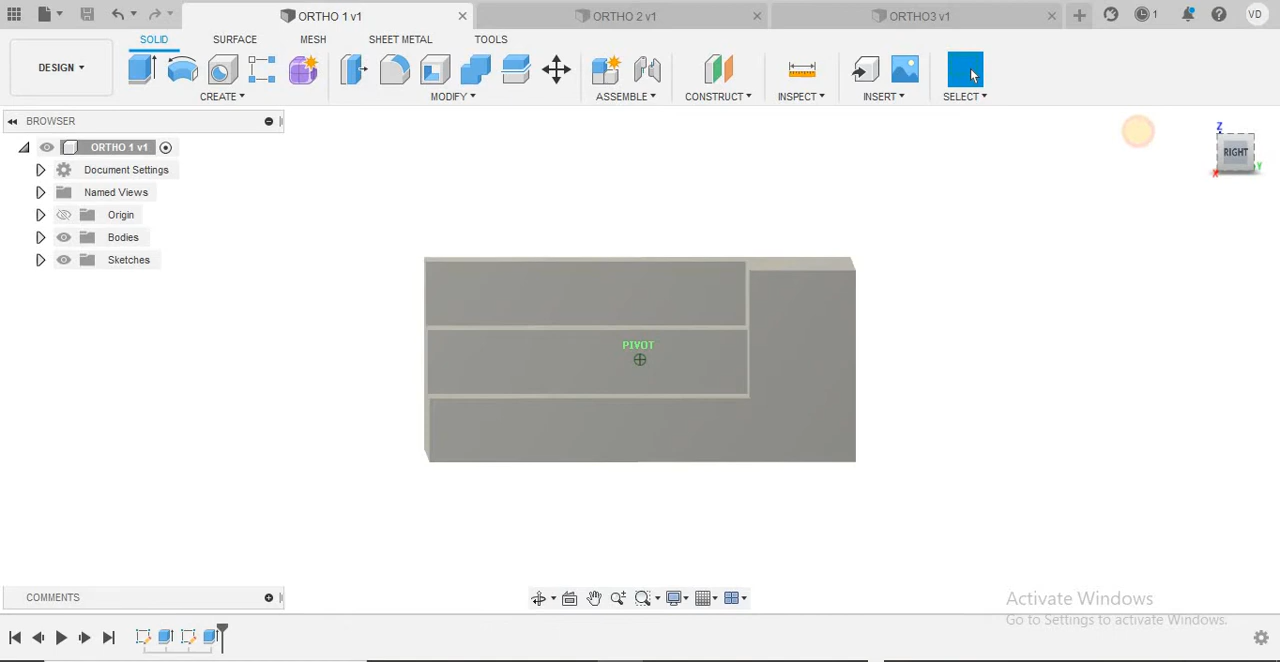 ORTHO 1 v1
ORTHO 2 v1
ORTHO3 v1
1
VD
SOLID
SURFACE
MESH
SHEET METAL
TOOLS
DESIGN
CREATE
MODIFY
ASSEMBLE
CONSTRUCT
INSPECT
INSERT
SELECT
BROWSER
ORTHO 1 v1
Document Settings
Named Views
Origin
Bodies
Sketches
Z
RIGHT
X
Y
PIVOT
COMMENTS
Activate Windows
Go to Settings to activate Windows.